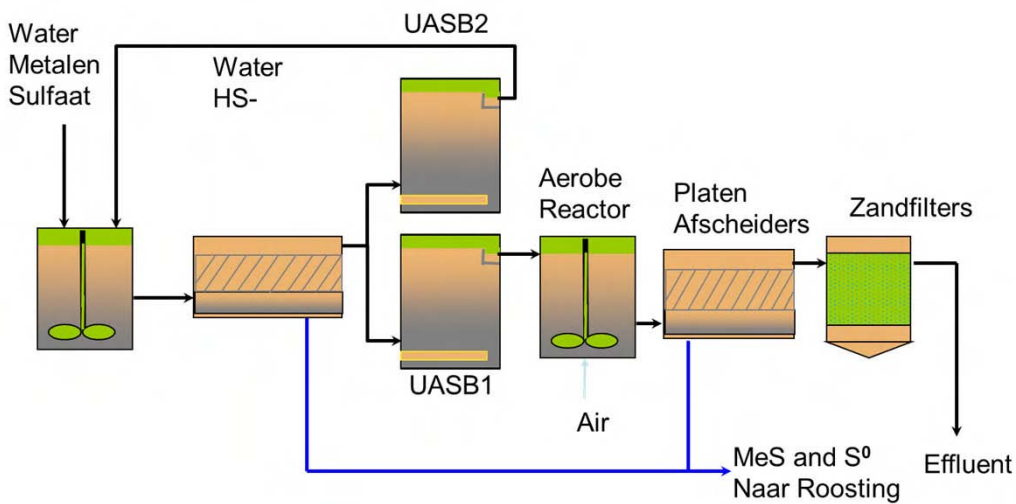 UASB2
Water
Metalen
Sulfaat
Water
HS-
Aerobe
Reactor
Platen
Afscheiders
Zandfilters
UASB1
Air
MeS and S⁰
Naar Roosting
Effluent